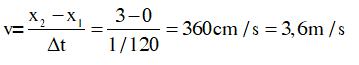 v= x₂ − x₁ / Δt = 3−0 / 1/120 = 360cm / s = 3,6m / s